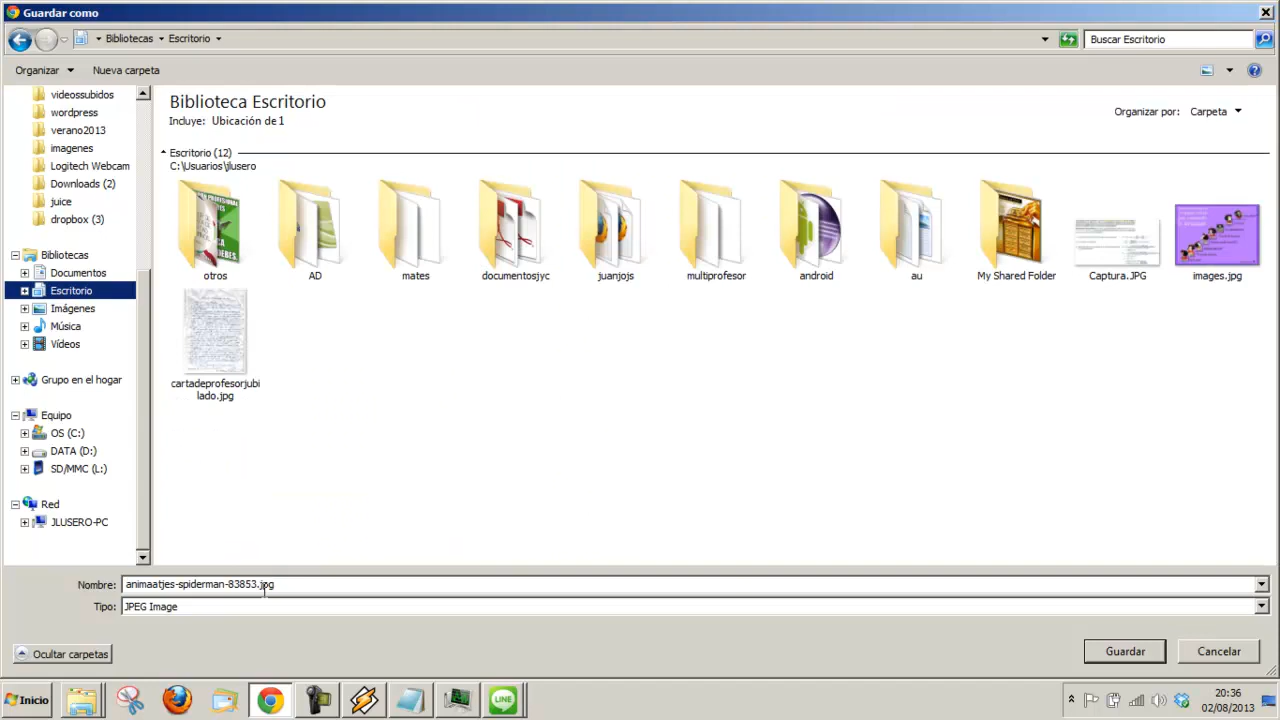 Guardar como
Bibliotecas
Escritorio
Buscar Escritorio
Organizar
Nueva carpeta
videossubidos
wordpress
verano2013
imagenes
Logitech Webcam
Downloads (2)
juice
dropbox (3)
Bibliotecas
Documentos
Escritorio
Imágenes
Música
Vídeos
Grupo en el hogar
Equipo
OS (C:)
DATA (D:)
SD/MMC (L:)
Red
JLUSERO-PC
Biblioteca Escritorio
Incluye: Ubicación de 1
Organizar por: Carpeta
Escritorio (12)
C:\Usuarios\jlusero
otros
AD
mates
documentosjyc
juanjojs
multiprofesor
android
au
My Shared Folder
Captura.JPG
images.jpg
cartadeprofesorjubi
lado.jpg
Nombre: animaatjes-spiderman-83853.jpg
Tipo: JPEG Image
Ocultar carpetas
Guardar
Cancelar
Inicio
LINE
20:36
02/08/2013